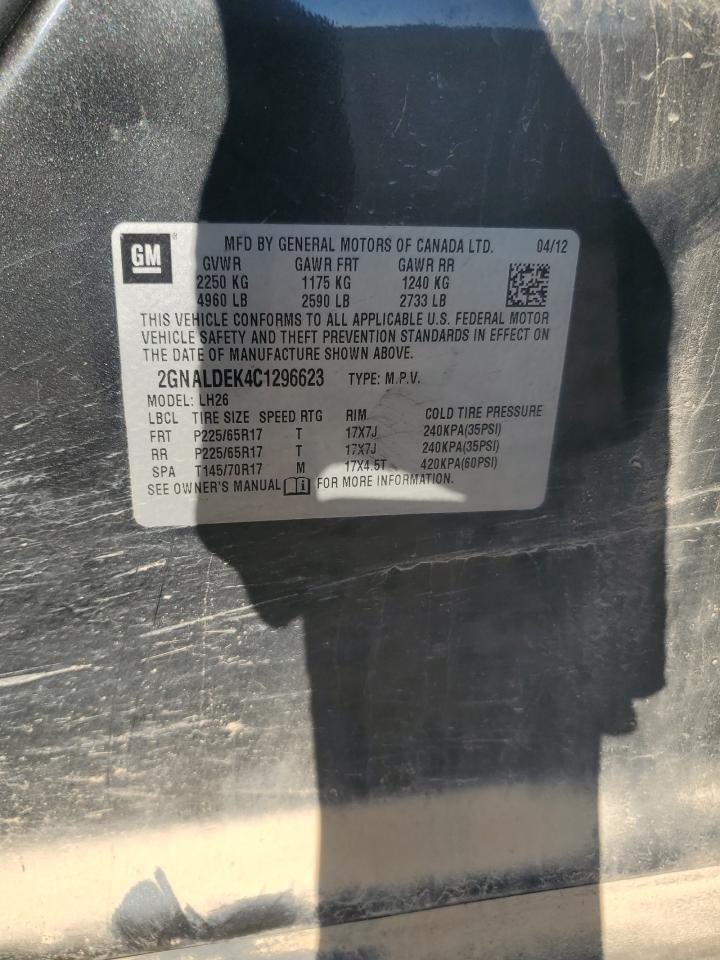 GM ® MFD BY GENERAL MOTORS OF CANADA LTD. 04/12
GVWR GAWR FRT GAWR RR
2250 KG 1175 KG 1240 KG
4960 LB 2590 LB 2733 LB
THIS VEHICLE CONFORMS TO ALL APPLICABLE U.S. FEDERAL MOTOR
VEHICLE SAFETY AND THEFT PREVENTION STANDARDS IN EFFECT ON
THE DATE OF MANUFACTURE SHOWN ABOVE.
2GNALDEK4C1296623 TYPE: M.P.V.
MODEL: LH26
LBCL TIRE SIZE SPEED RTG RIM COLD TIRE PRESSURE
FRT P225/65R17 T 17X7J 240KPA(35PSI)
RR P225/65R17 T 17X7J 240KPA(35PSI)
SPA T145/70R17 M 17X4.5T 420KPA(60PSI)
SEE OWNER'S MANUAL FOR MORE INFORMATION.